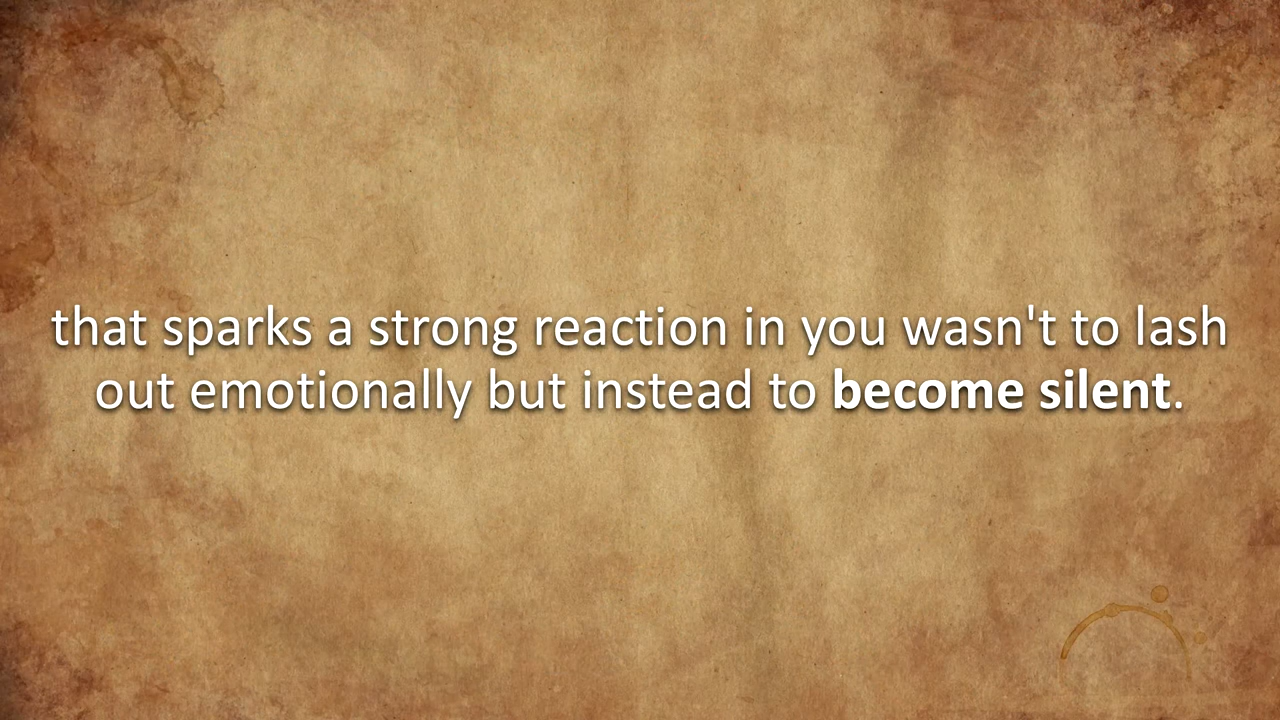 that sparks a strong reaction in you wasn't to lash
out emotionally but instead to become silent.